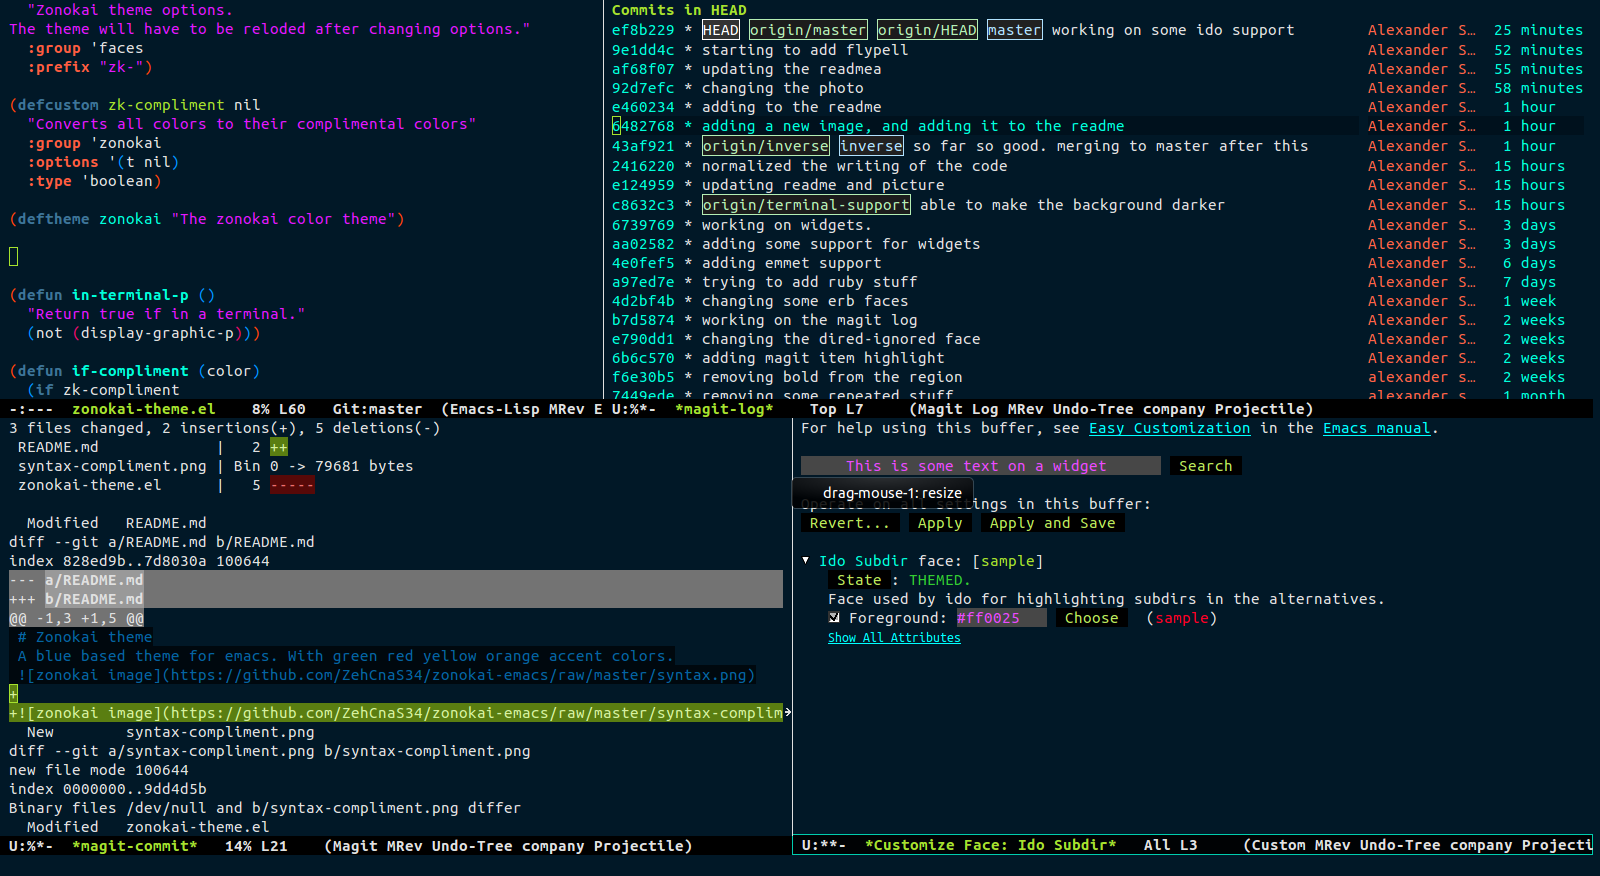 "Zonokai theme options.
The theme will have to be reloded after changing options."
:group 'faces
:prefix "zk-")
(defcustom zk-compliment nil
"Converts all colors to their complimental colors"
:group 'zonokai
:options '(t nil)
:type 'boolean)
(deftheme zonokai "The zonokai color theme")
(defun in-terminal-p ()
"Return true if in a terminal."
(not (display-graphic-p)))
(defun if-compliment (color)
(if zk-compliment
-:--- zonokai-theme.el 8% L60 Git:master (Emacs-Lisp MRev E
Commits in HEAD
ef8b229 * HEAD origin/master origin/HEAD master working on some ido support Alexander S… 25 minutes
9e1dd4c * starting to add flypell Alexander S… 52 minutes
af68f07 * updating the readmea Alexander S… 55 minutes
92d7efc * changing the photo Alexander S… 58 minutes
e460234 * adding to the readme Alexander S… 1 hour
6482768 * adding a new image, and adding it to the readme Alexander S… 1 hour
43af921 * origin/inverse inverse so far so good. merging to master after this Alexander S… 1 hour
2416220 * normalized the writing of the code Alexander S… 15 hours
e124959 * updating readme and picture Alexander S… 15 hours
c8632c3 * origin/terminal-support able to make the background darker Alexander S… 15 hours
6739769 * working on widgets. Alexander S… 3 days
aa02582 * adding some support for widgets Alexander S… 3 days
4e0fef5 * adding emmet support Alexander S… 6 days
a97ed7e * trying to add ruby stuff Alexander S… 7 days
4d2bf4b * changing some erb faces Alexander S… 1 week
b7d5874 * working on the magit log Alexander S… 2 weeks
e790dd1 * changing the dired-ignored face Alexander S… 2 weeks
6b6c570 * adding magit item highlight Alexander S… 2 weeks
f6e30b5 * removing bold from the region alexander s… 2 weeks
7449ede * removing some repeated stuff alexander s… 1 month
U:%*- *magit-log* Top L7 (Magit Log MRev Undo-Tree company Projectile)
3 files changed, 2 insertions(+), 5 deletions(-)
README.md | 2 ++
syntax-compliment.png | Bin 0 -> 79681 bytes
zonokai-theme.el | 5 -----
Modified README.md
diff --git a/README.md b/README.md
index 828ed9b..7d8030a 100644
--- a/README.md
+++ b/README.md
@@ -1,3 +1,5 @@
# Zonokai theme
A blue based theme for emacs. With green red yellow orange accent colors.
![zonokai image](https://github.com/ZehCnaS34/zonokai-emacs/raw/master/syntax.png)
+
+![zonokai image](https://github.com/ZehCnaS34/zonokai-emacs/raw/master/syntax-complim
New syntax-compliment.png
diff --git a/syntax-compliment.png b/syntax-compliment.png
new file mode 100644
index 0000000..9dd4d5b
Binary files /dev/null and b/syntax-compliment.png differ
Modified zonokai-theme.el
U:%*- *magit-commit* 14% L21 (Magit MRev Undo-Tree company Projectile)
For help using this buffer, see Easy Customization in the Emacs manual.
This is some text on a widget Search
drag-mouse-1: resize
Operate on all settings in this buffer:
Revert... Apply Apply and Save
▼ Ido Subdir face: [sample]
State : THEMED.
Face used by ido for highlighting subdirs in the alternatives.
Foreground: #ff0025 Choose (sample)
Show All Attributes
U:**- *Customize Face: Ido Subdir* All L3 (Custom MRev Undo-Tree company Projecti